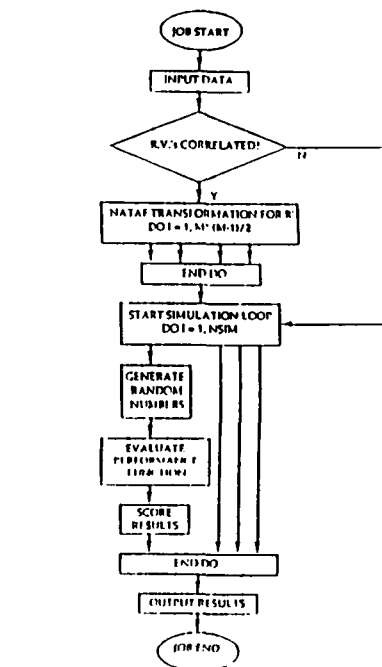 JOB START
INPUT DATA
R.V.'s CORRELATED?
N
Y
NATAF TRANSFORMATION FOR R'
DO I = 1, M* (M-1)/2
END DO
START SIMULATION LOOP
DO I = 1, NSIM
GENERATE
RANDOM
NUMBERS
EVALUATE
PERFORMANCE
FUNCTION
SCORE
RESULTS
END DO
OUTPUT RESULTS
JOB END